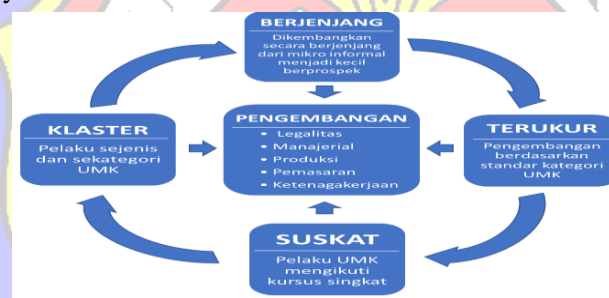 BERJENJANG
Dikembangkan
secara berjenjang
dari mikro informal
menjadi kecil
berprospek
KLASTER
Pelaku sejenis
dan sekategori
UMK
PENGEMBANGAN
• Legalitas
• Manajerial
• Produksi
• Pemasaran
• Ketenagakerjaan
TERUKUR
Pengembangan
berdasarkan
standar kategori
UMK
SUSKAT
Pelaku UMK
mengikuti
kursus singkat